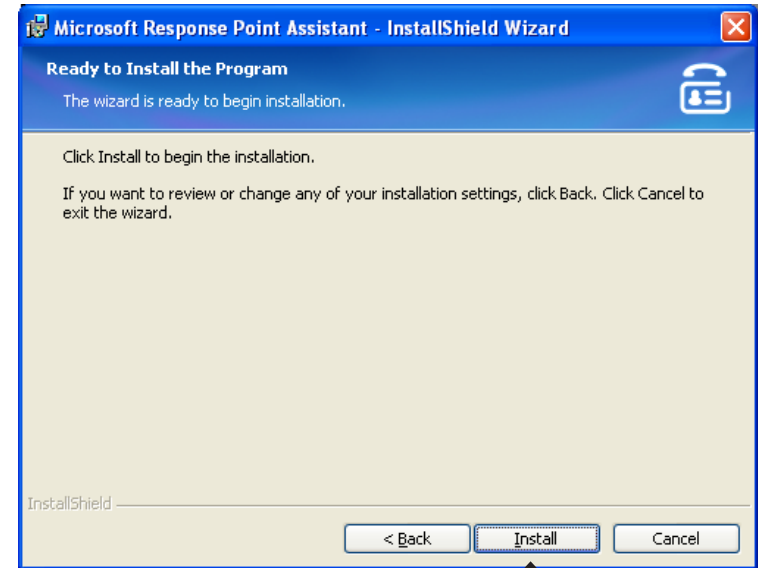 Microsoft Response Point Assistant - InstallShield Wizard
Ready to Install the Program
The wizard is ready to begin installation.
Click Install to begin the installation.
If you want to review or change any of your installation settings, click Back. Click Cancel to
exit the wizard.
InstallShield
< Back Install Cancel